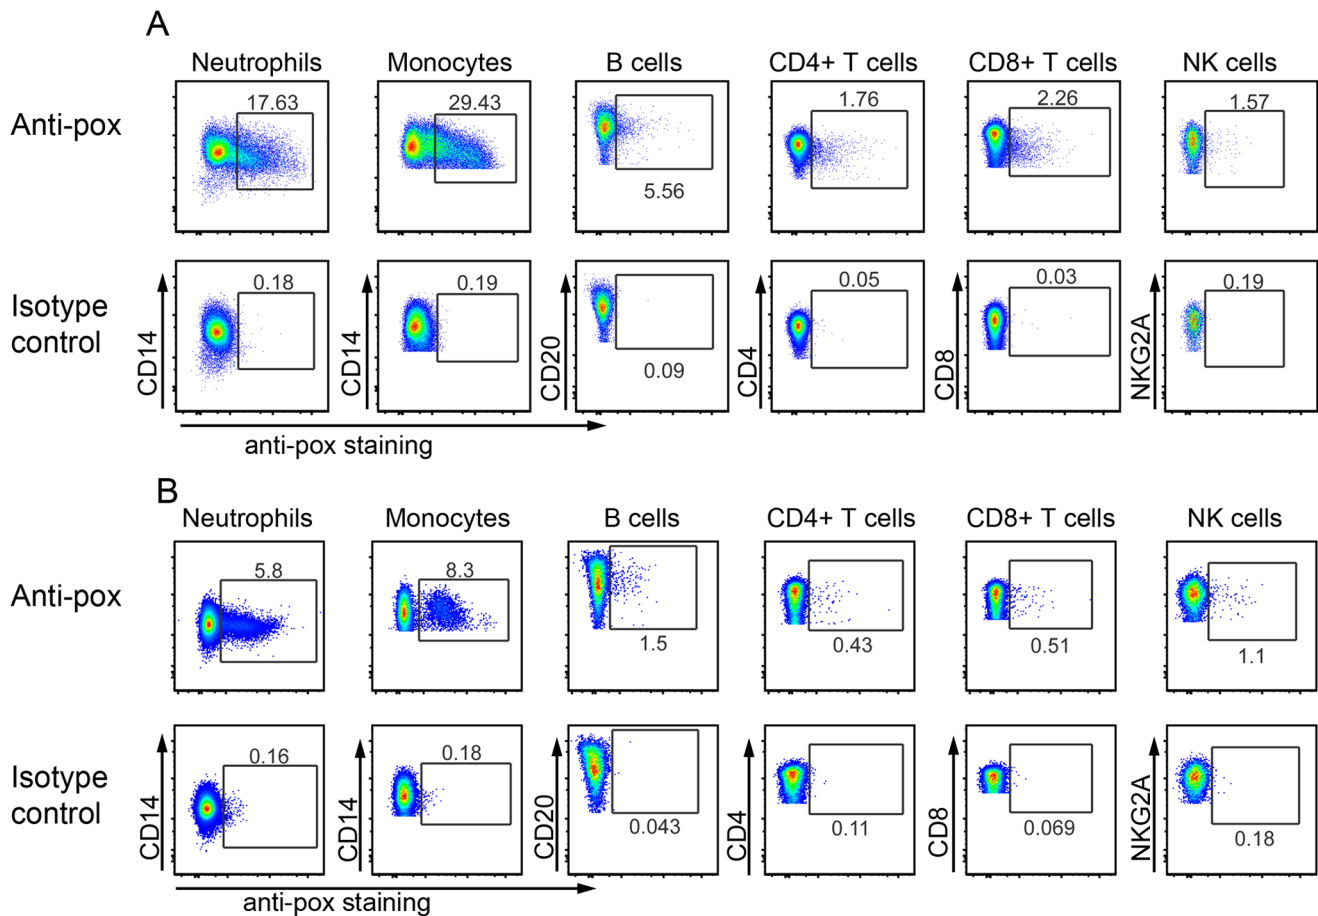 A
Neutrophils Monocytes B cells CD4+ T cells CD8+ T cells NK cells
Anti-pox
17.63 29.43 5.56 1.76 2.26 1.57
Isotype
control
0.18 0.19 0.09 0.05 0.03 0.19
CD14 CD14 CD20 CD4 CD8 NKG2A
anti-pox staining
B
Neutrophils Monocytes B cells CD4+ T cells CD8+ T cells NK cells
Anti-pox
5.8 8.3 1.5 0.43 0.51 1.1
Isotype
control
0.16 0.18 0.043 0.11 0.069 0.18
CD14 CD14 CD20 CD4 CD8 NKG2A
anti-pox staining